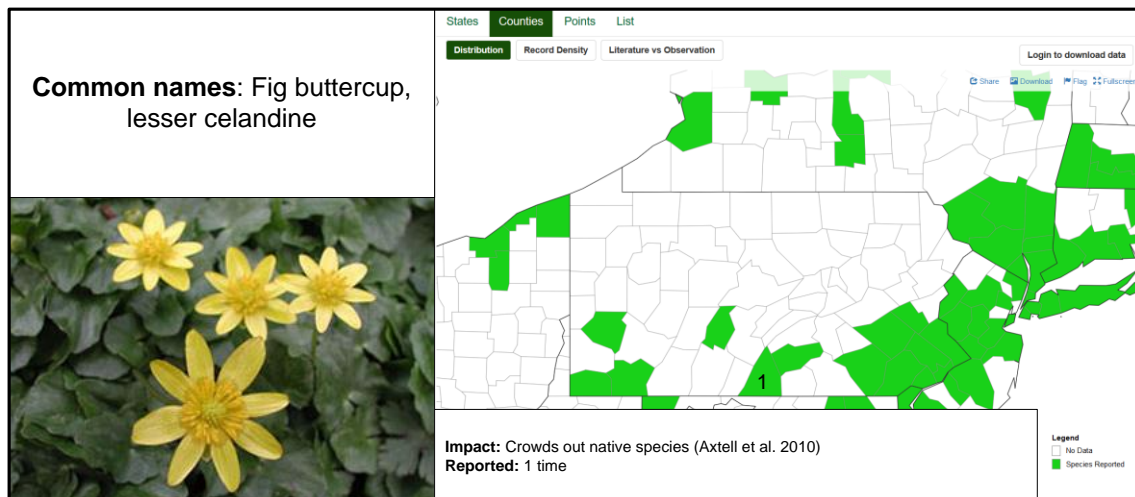 Common names: Fig buttercup,
lesser celandine
States Counties Points List
Distribution Record Density Literature vs Observation
Login to download data
Share Download Flag Fullscreen
1
Impact: Crowds out native species (Axtell et al. 2010)
Reported: 1 time
Legend
No Data
Species Reported